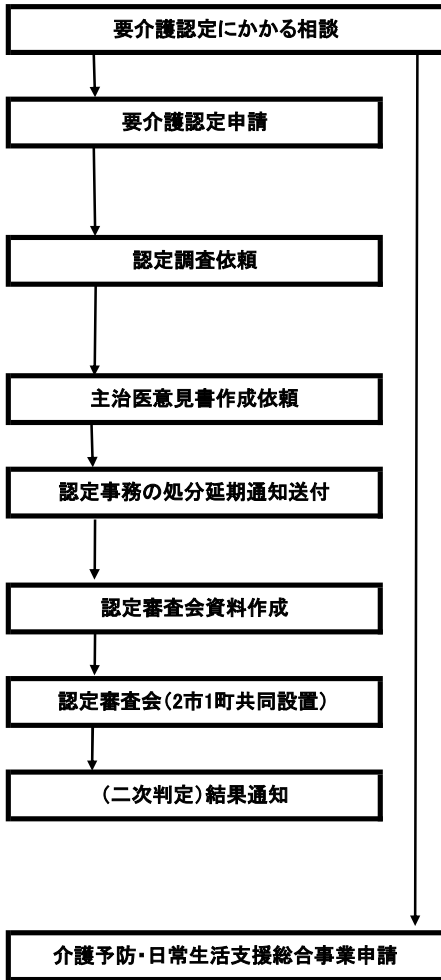 要介護認定にかかる相談
要介護認定申請
認定調査依頼
主治医意見書作成依頼
認定事務の処分延期通知送付
認定審査会資料作成
認定審査会(2市1町共同設置)
(二次判定)結果通知
介護予防・日常生活支援総合事業申請